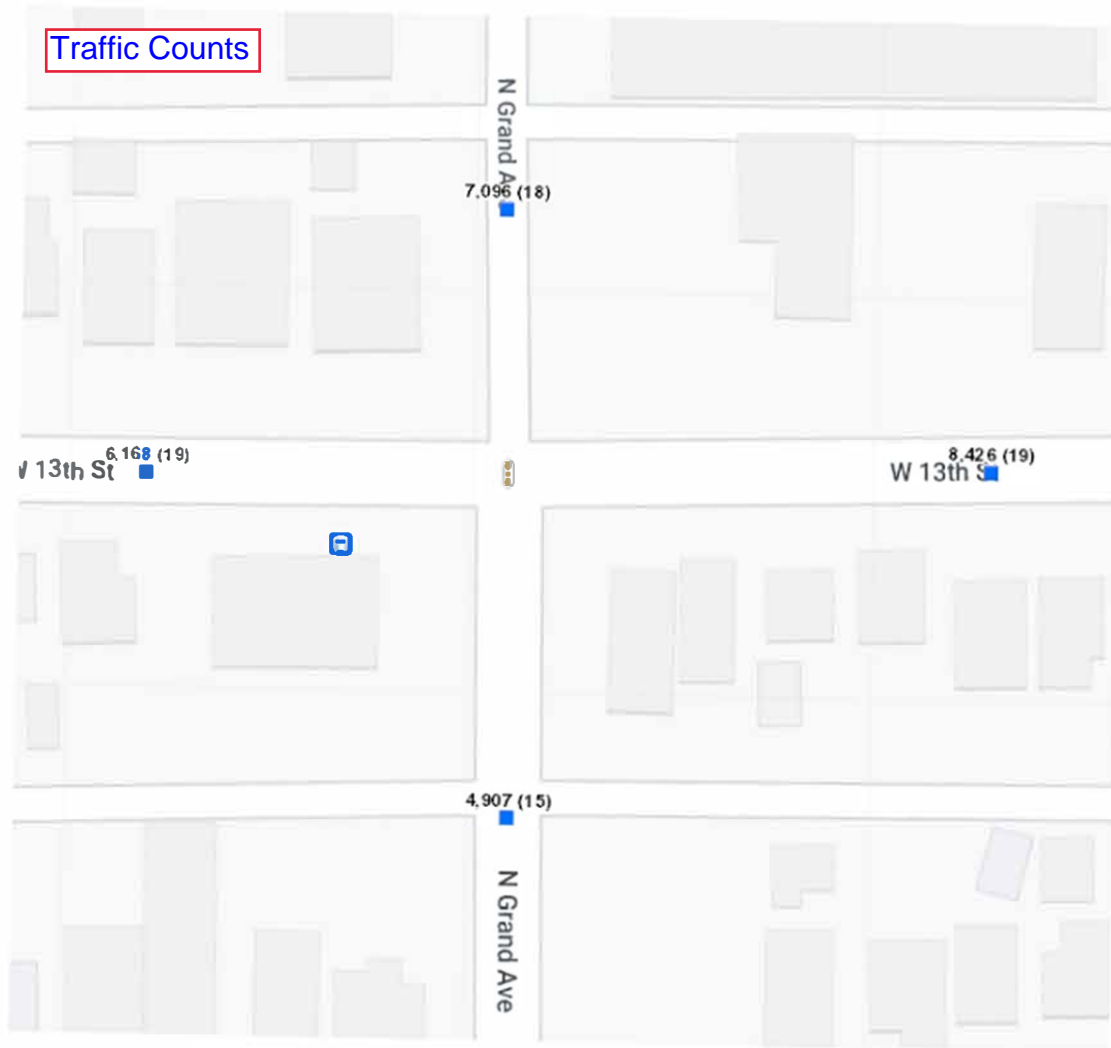 Traffic Counts
N Grand Av
7,096 (18)
6,168 (19)
W 13th St
8,426 (19)
W 13th St
4,907 (15)
N Grand Ave